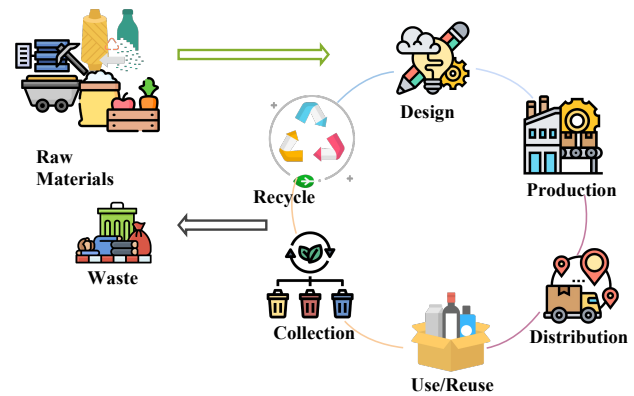 Design
Raw
Materials
Recycle
Production
Waste
Collection
Distribution
Use/Reuse